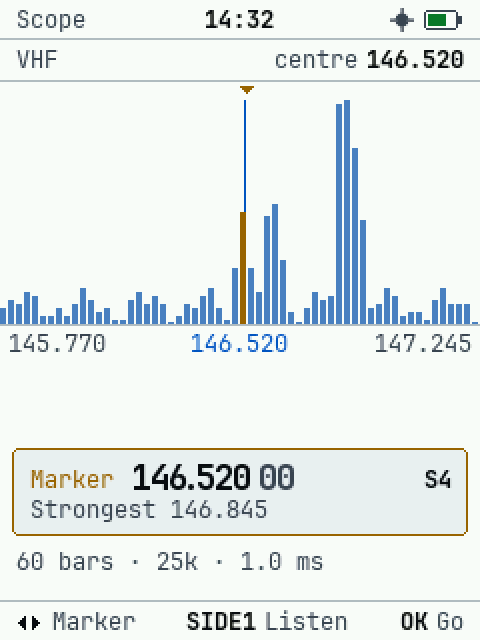 Scope 14:32
VHF centre 146.520
145.770 146.520 147.245
Marker 146.520 00 S4
Strongest 146.845
60 bars · 25k · 1.0 ms
Marker SIDE1 Listen OK Go